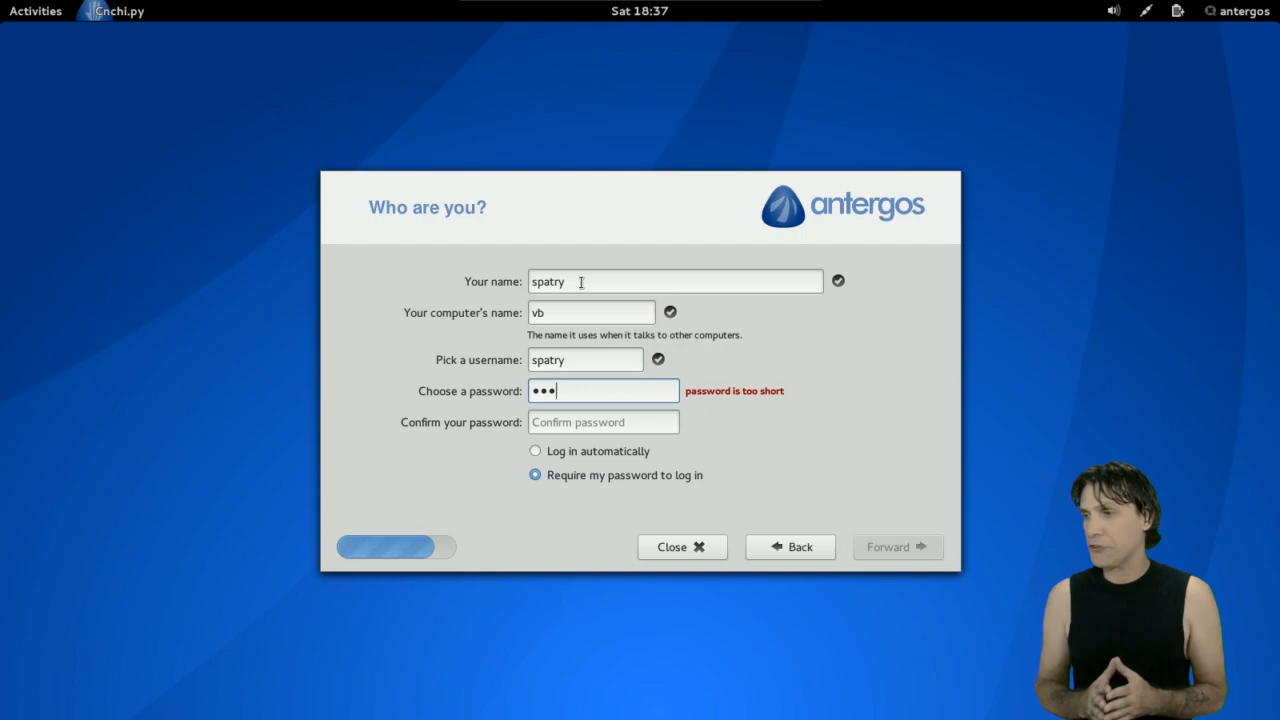 Activities Cnchi.py Sat 18:37 antergos
Who are you? antergos
Your name: spatry
Your computer's name: vb
The name it uses when it talks to other computers.
Pick a username: spatry
Choose a password: ••• password is too short
Confirm your password: Confirm password
Log in automatically
Require my password to log in
Close Back Forward